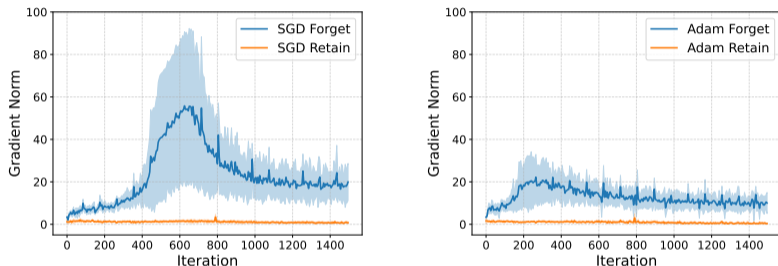 100
80
60
40
20
0
Gradient Norm
SGD Forget
SGD Retain
0 200 400 600 800 1000 1200 1400
Iteration
100
80
60
40
20
0
Gradient Norm
Adam Forget
Adam Retain
0 200 400 600 800 1000 1200 1400
Iteration